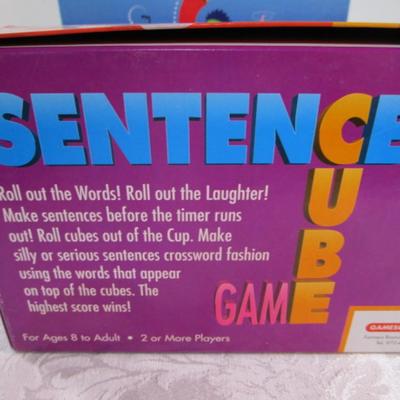 SENTENCE
CUBE
GAME
Roll out the Words! Roll out the Laughter!
Make sentences before the timer runs
out! Roll cubes out of the Cup. Make
silly or serious sentences crossword fashion
using the words that appear
on top of the cubes. The
highest score wins!
For Ages 8 to Adult • 2 or More Players